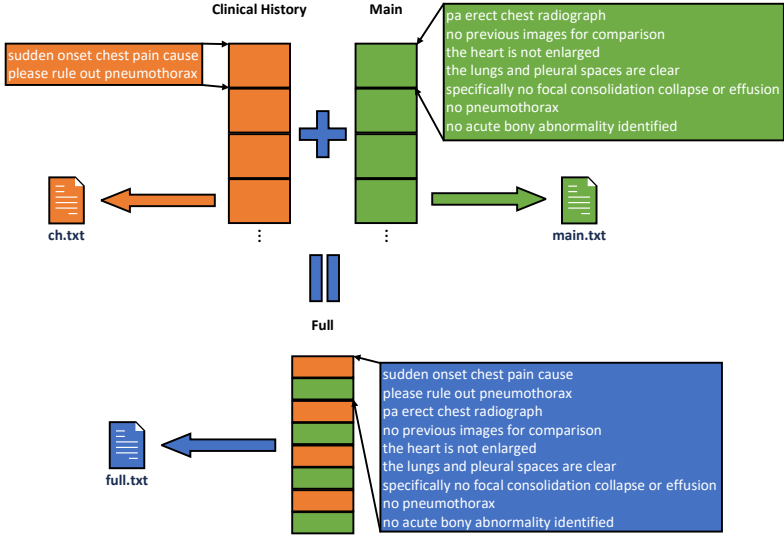 Clinical History
Main
sudden onset chest pain cause
please rule out pneumothorax
pa erect chest radiograph
no previous images for comparison
the heart is not enlarged
the lungs and pleural spaces are clear
specifically no focal consolidation collapse or effusion
no pneumothorax
no acute bony abnormality identified
ch.txt
⋮
⋮
main.txt
Full
sudden onset chest pain cause
please rule out pneumothorax
pa erect chest radiograph
no previous images for comparison
the heart is not enlarged
the lungs and pleural spaces are clear
specifically no focal consolidation collapse or effusion
no pneumothorax
no acute bony abnormality identified
full.txt